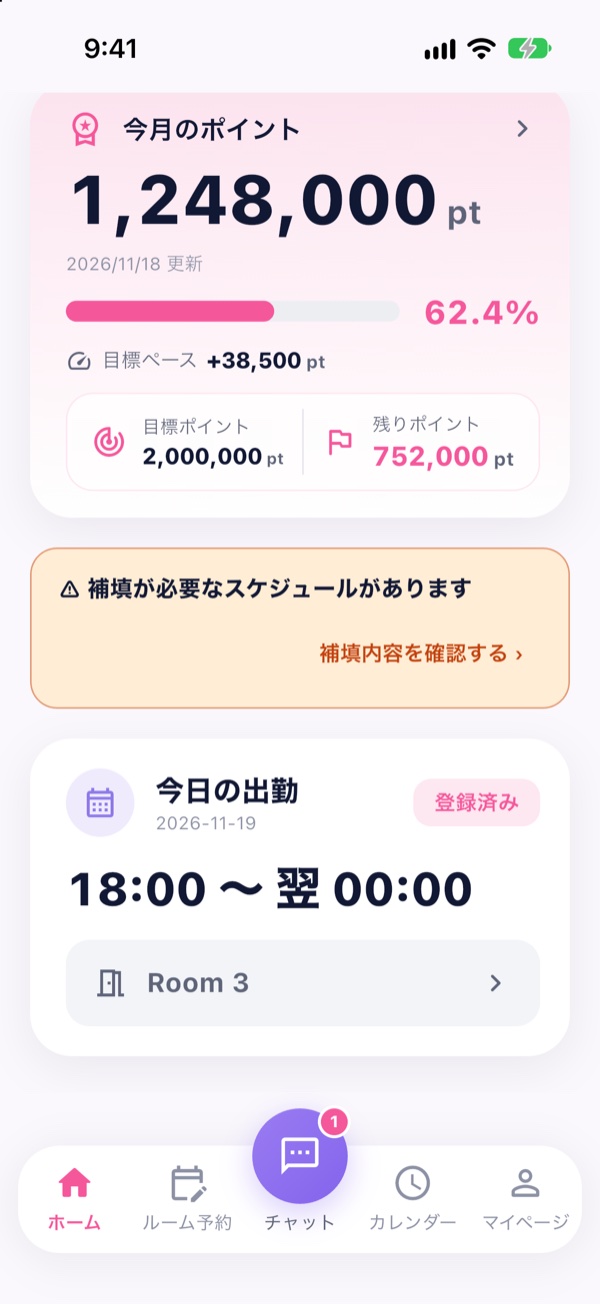 9:41
今月のポイント
1,248,000 pt
2026/11/18 更新
62.4%
目標ペース +38,500 pt
目標ポイント
2,000,000 pt
残りポイント
752,000 pt
補填が必要なスケジュールがあります
補填内容を確認する ›
今日の出勤
2026-11-19
登録済み
18:00 〜 翌 00:00
Room 3
1
ホーム
ルーム予約
チャット
カレンダー
マイページ